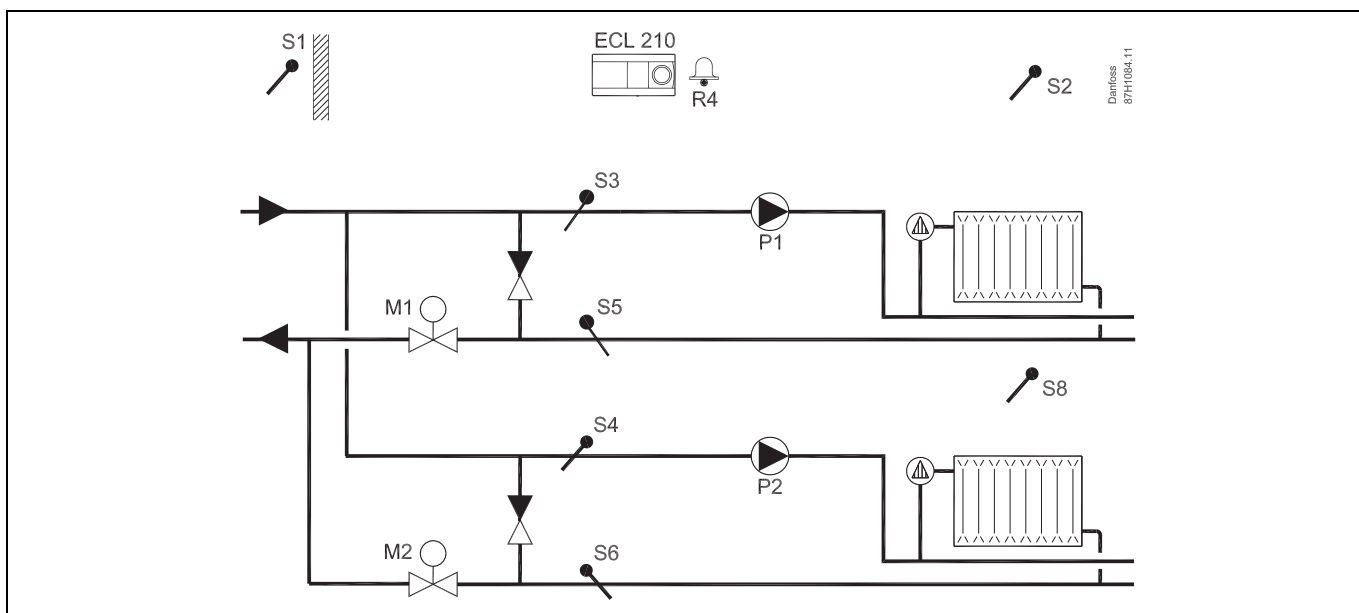 S1
ECL 210
R4
S2
Danfoss
87H1084.11
S3
P1
M1
S5
S8
S4
P2
M2
S6